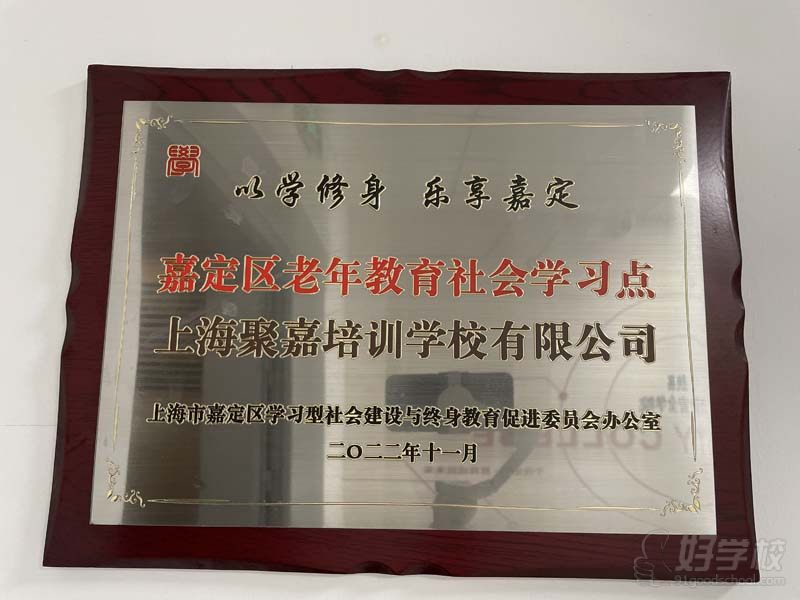 學
以学修身 乐享嘉定
嘉定区老年教育社会学习点
上海聚嘉培训学校有限公司
上海市嘉定区学习型社会建设与终身教育促进委员会办公室
二〇二二年十一月
好学校
91goodschool.com